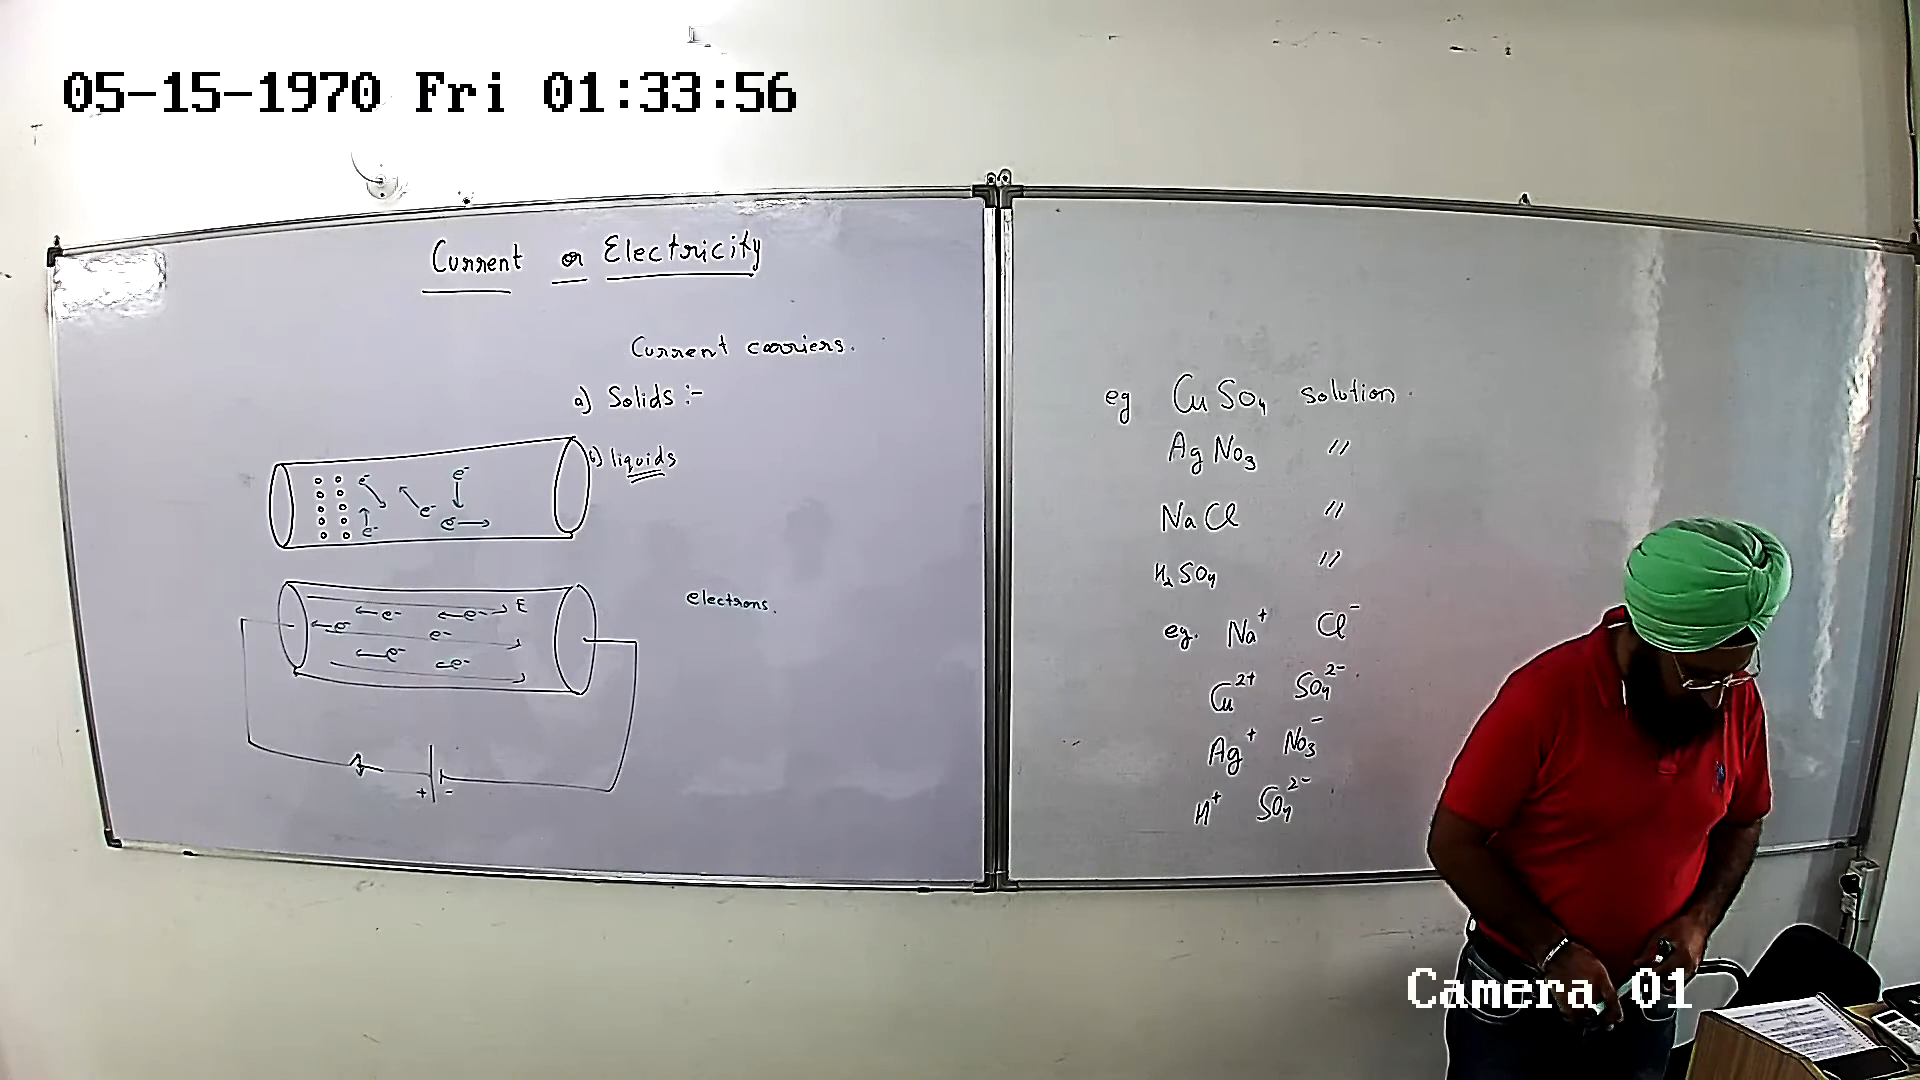 05-15-1970 Fri 01:33:56
Current or Electricity
Current carriers.
a) Solids :-
b) liquids
e- e- e-
e- e-
E
e- e-
e- e-
e- e-
electrons.
+ -
eg CuSO4 solution.
AgNO3 "
NaCl "
H2SO4 "
eg. Na+ Cl-
Cu2+ SO42-
Ag+ NO3-
H+ SO42-
Camera 01